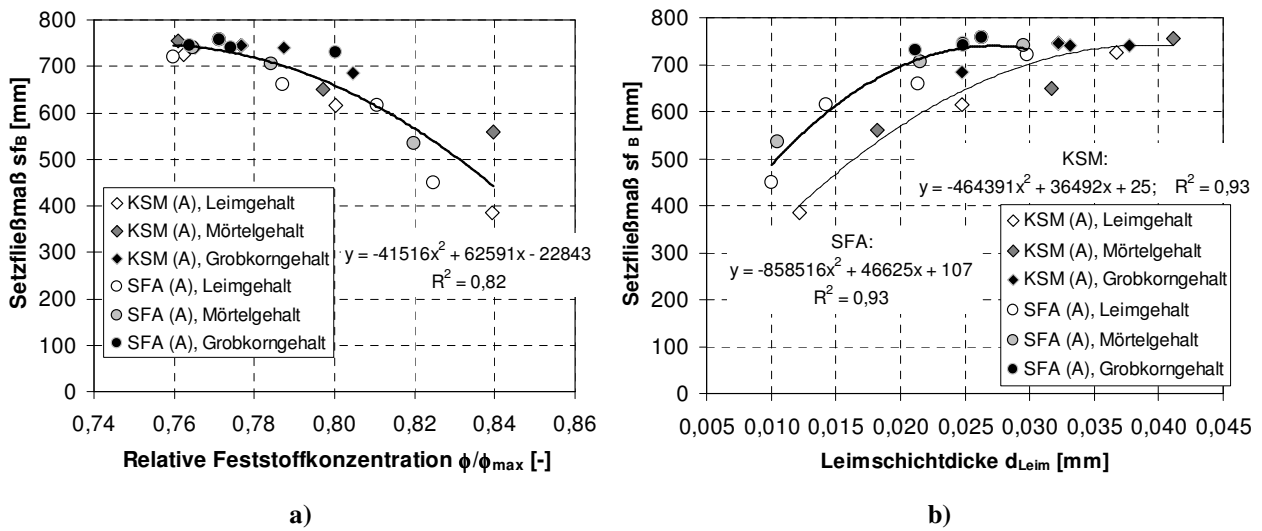 800
700
600
500
400
300
200
100
0
Setzfließmaß sfB [mm]
KSM (A), Leimgehalt
KSM (A), Mörtelgehalt
KSM (A), Grobkorngehalt
SFA (A), Leimgehalt
SFA (A), Mörtelgehalt
SFA (A), Grobkorngehalt
y = -41516x² + 62591x - 22843
R² = 0,82
0,74 0,76 0,78 0,80 0,82 0,84 0,86
Relative Feststoffkonzentration ϕ/ϕmax [-]
a)
800
700
600
500
400
300
200
100
0
Setzfließmaß sf B [mm]
KSM:
y = -464391x² + 36492x + 25; R² = 0,93
SFA:
y = -858516x² + 46625x + 107
R² = 0,93
KSM (A), Leimgehalt
KSM (A), Mörtelgehalt
KSM (A), Grobkorngehalt
SFA (A), Leimgehalt
SFA (A), Mörtelgehalt
SFA (A), Grobkorngehalt
0,005 0,010 0,015 0,020 0,025 0,030 0,035 0,040 0,045
Leimschichtdicke dLeim [mm]
b)